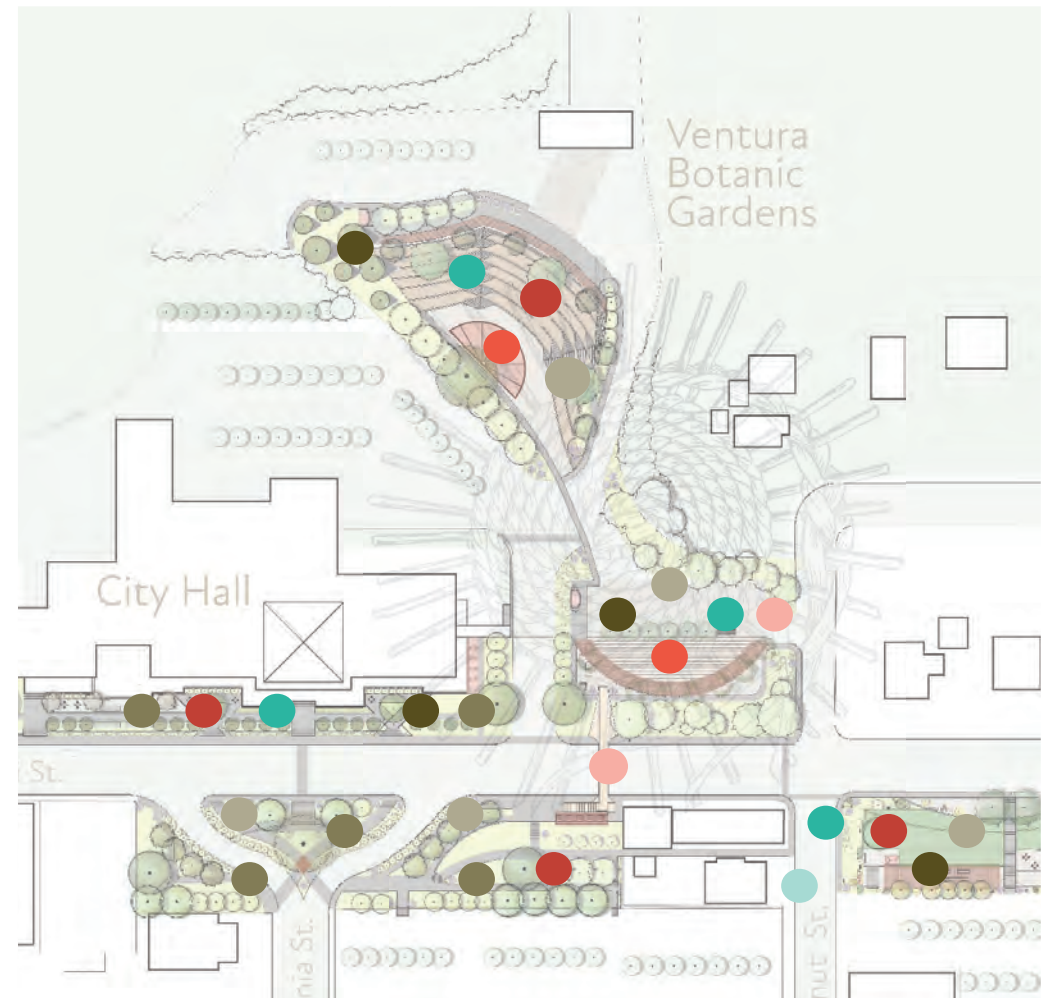 Ventura
Botanic
Gardens
City Hall
St.
nia St.
nut St.